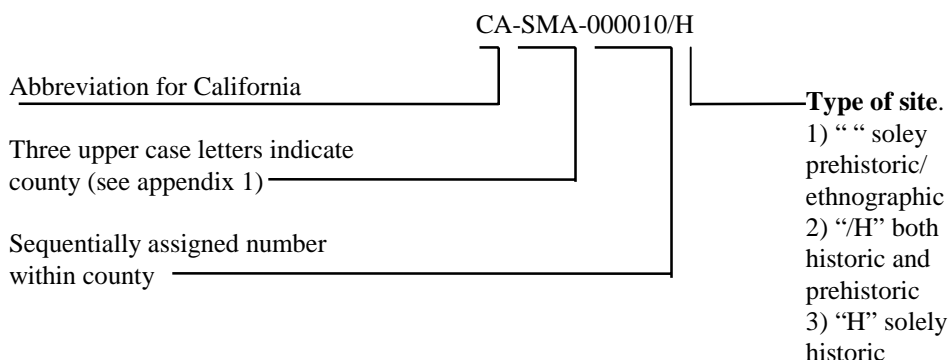 CA-SMA-000010/H
Abbreviation for California
Three upper case letters indicate
county (see appendix 1)
Sequentially assigned number
within county
Type of site.
1) “ “ soley
prehistoric/
ethnographic
2) “/H” both
historic and
prehistoric
3) “H” solely
historic